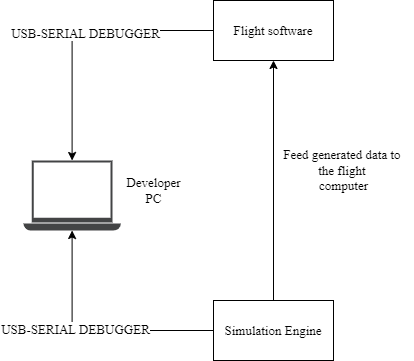 USB-SERIAL DEBUGGER
Flight software
Feed generated data to
the flight
computer
Developer
PC
USB-SERIAL DEBUGGER
Simulation Engine